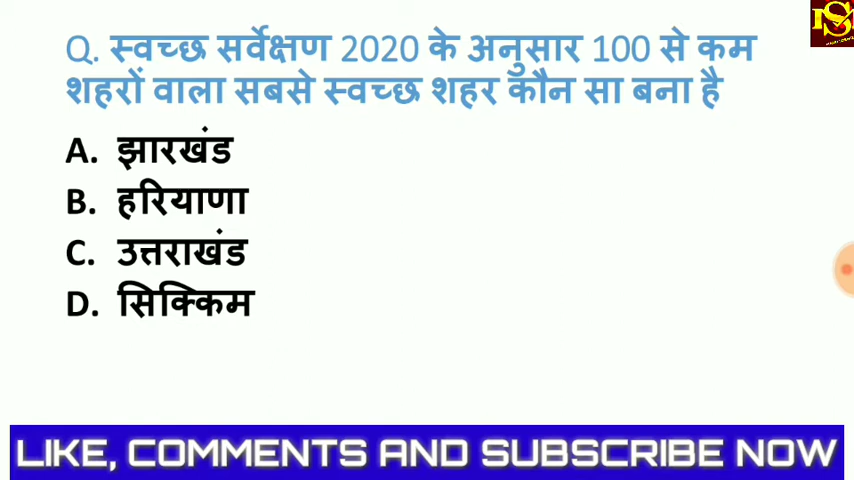 Q. स्वच्छ सर्वेक्षण 2020 के अनुसार 100 से कम
शहरों वाला सबसे स्वच्छ शहर कौन सा बना है
A. झारखंड
B. हरियाणा
C. उत्तराखंड
D. सिक्किम
LIKE, COMMENTS AND SUBSCRIBE NOW